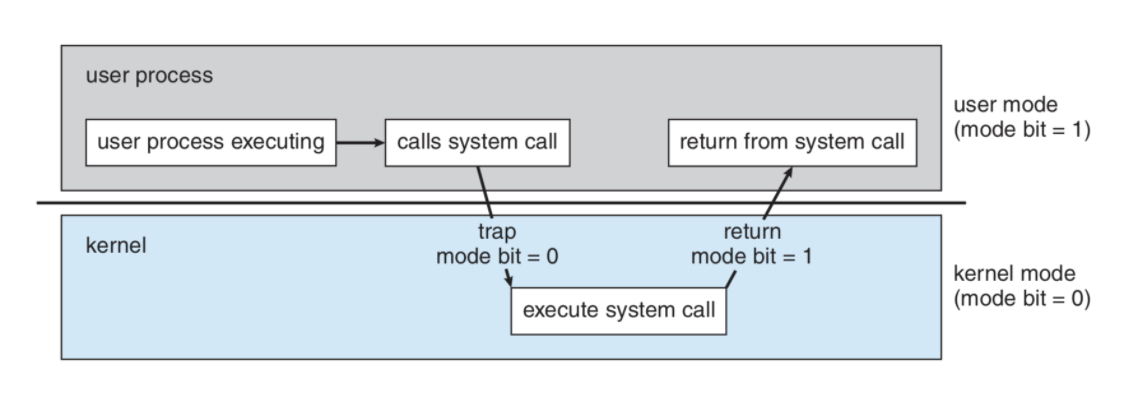 user process
user process executing
calls system call
return from system call
user mode
(mode bit = 1)
kernel
trap
mode bit = 0
return
mode bit = 1
execute system call
kernel mode
(mode bit = 0)